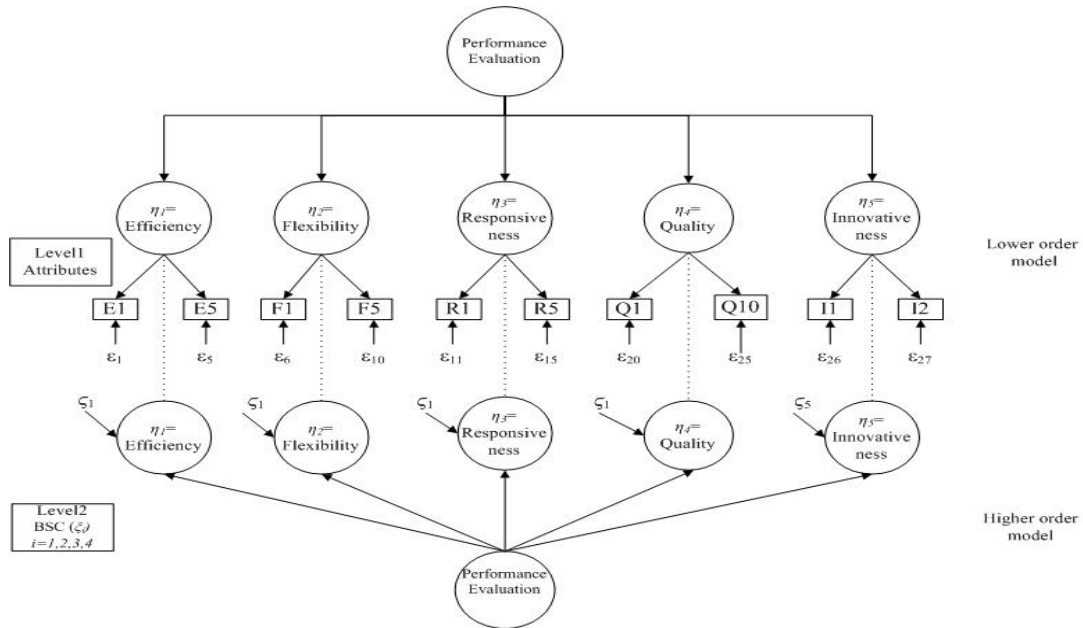 Performance
Evaluation
η1=
Efficiency
η2=
Flexibility
η3=
Responsive
ness
η4=
Quality
η5=
Innovative
ness
Level1
Attributes
Lower order
model
E1
E5
F1
F5
R1
R5
Q1
Q10
I1
I2
ε1
ε5
ε6
ε10
ε11
ε15
ε20
ε25
ε26
ε27
ς1
ς1
ς1
ς1
ς5
η1=
Efficiency
η2=
Flexibility
η3=
Responsive
ness
η4=
Quality
η5=
Innovative
ness
Level2
BSC (ξi)
i=1,2,3,4
Higher order
model
Performance
Evaluation